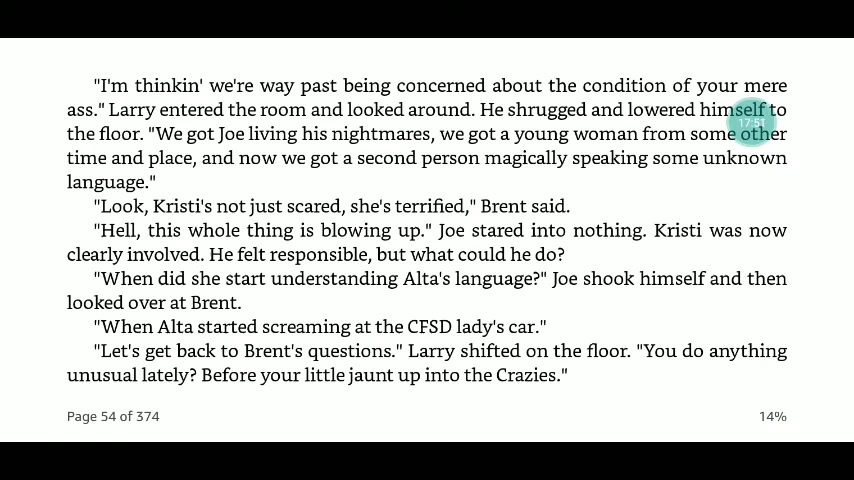 "I'm thinkin' we're way past being concerned about the condition of your mere
ass." Larry entered the room and looked around. He shrugged and lowered himself to
the floor. "We got Joe living his nightmares, we got a young woman from some other
time and place, and now we got a second person magically speaking some unknown
language."
"Look, Kristi's not just scared, she's terrified," Brent said.
"Hell, this whole thing is blowing up." Joe stared into nothing. Kristi was now
clearly involved. He felt responsible, but what could he do?
"When did she start understanding Alta's language?" Joe shook himself and then
looked over at Brent.
"When Alta started screaming at the CFSD lady's car."
"Let's get back to Brent's questions." Larry shifted on the floor. "You do anything
unusual lately? Before your little jaunt up into the Crazies."
Page 54 of 374
14%